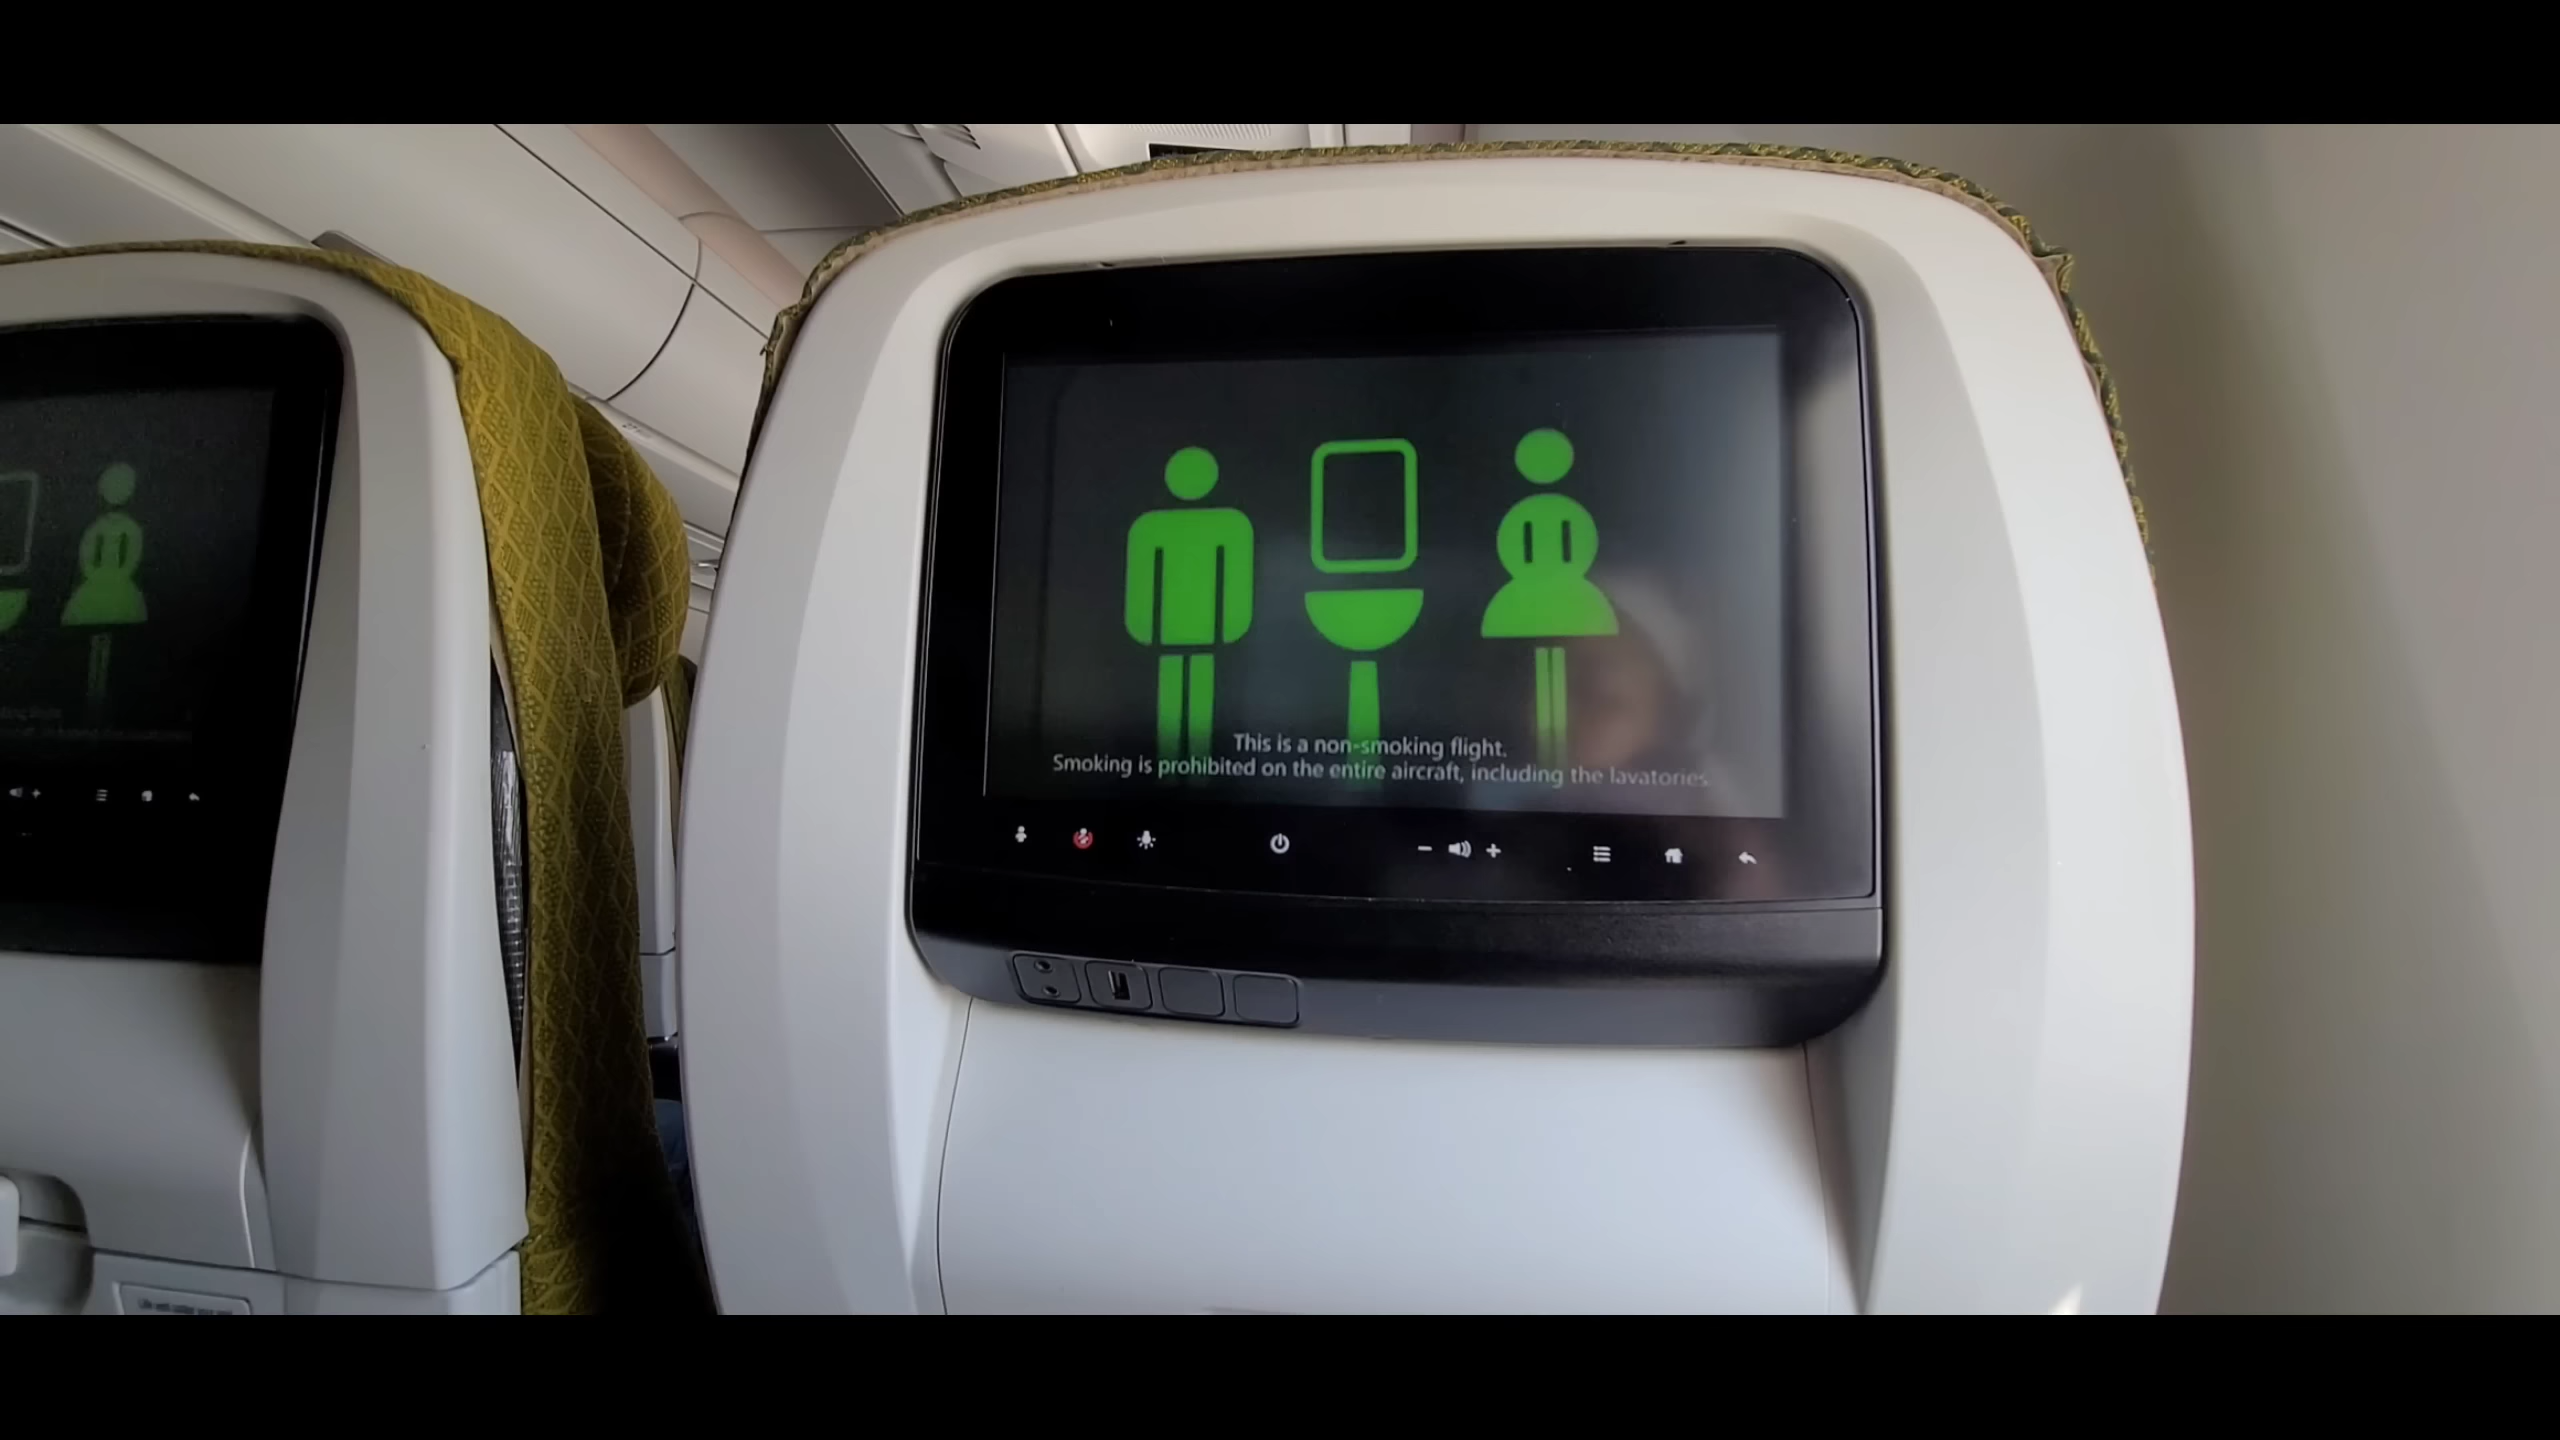 This is a non-smoking flight.
Smoking is prohibited on the entire aircraft, including the lavatories